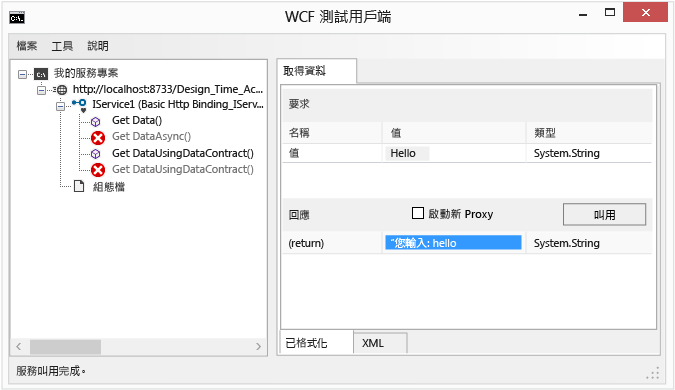 C:\.
WCF 測試用戶端
檔案 工具 說明
C:\ 我的服務專案
http://localhost:8733/Design_Time_Ac...
IService1 (Basic Http Binding_IServ...
Get Data()
Get DataAsync()
Get DataUsingDataContract()
Get DataUsingDataContract()
組態檔
取得資料
要求
名稱 值 類型
值 Hello System.String
回應 啟動新 Proxy 叫用
(return) "您輸入: hello System.String
已格式化 XML
服務叫用完成。